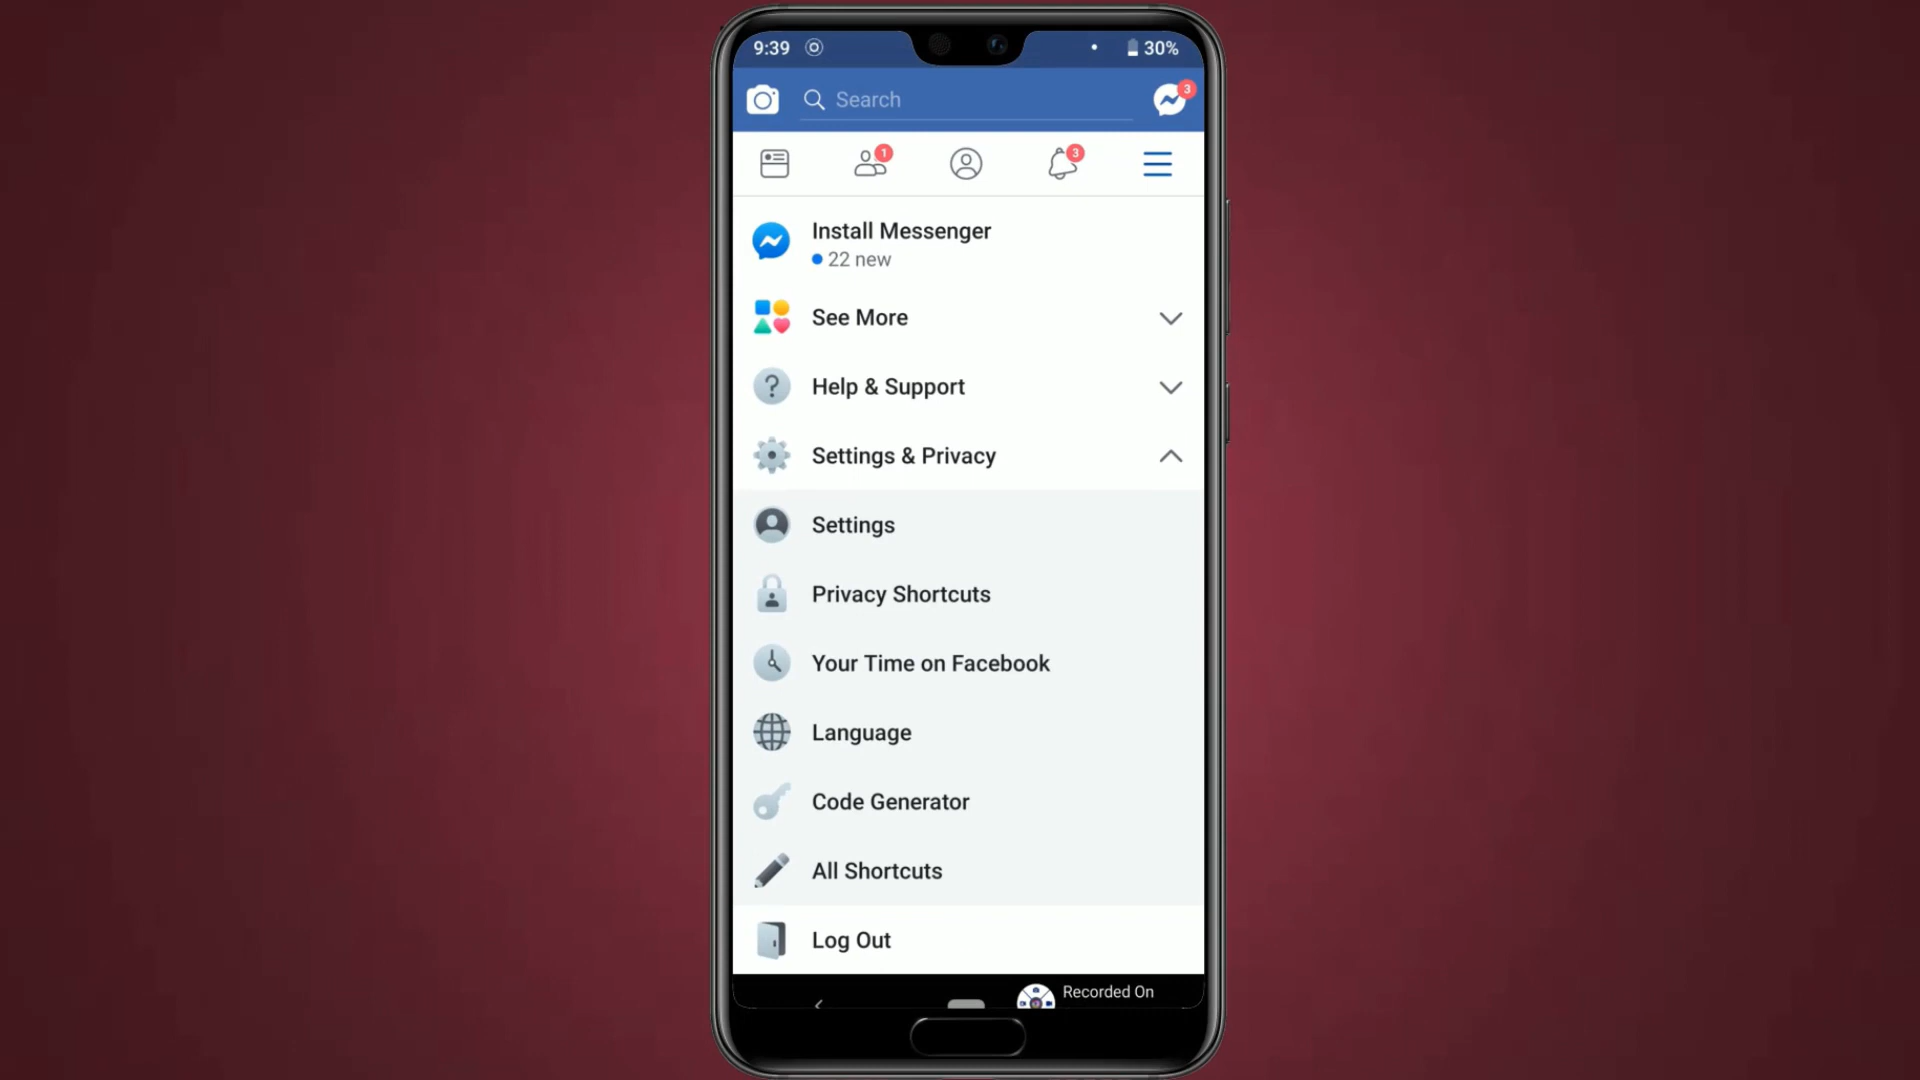 9:39
30%
Search
3
1
3
Install Messenger
22 new
See More
Help & Support
Settings & Privacy
Settings
Privacy Shortcuts
Your Time on Facebook
Language
Code Generator
All Shortcuts
Log Out
Recorded On